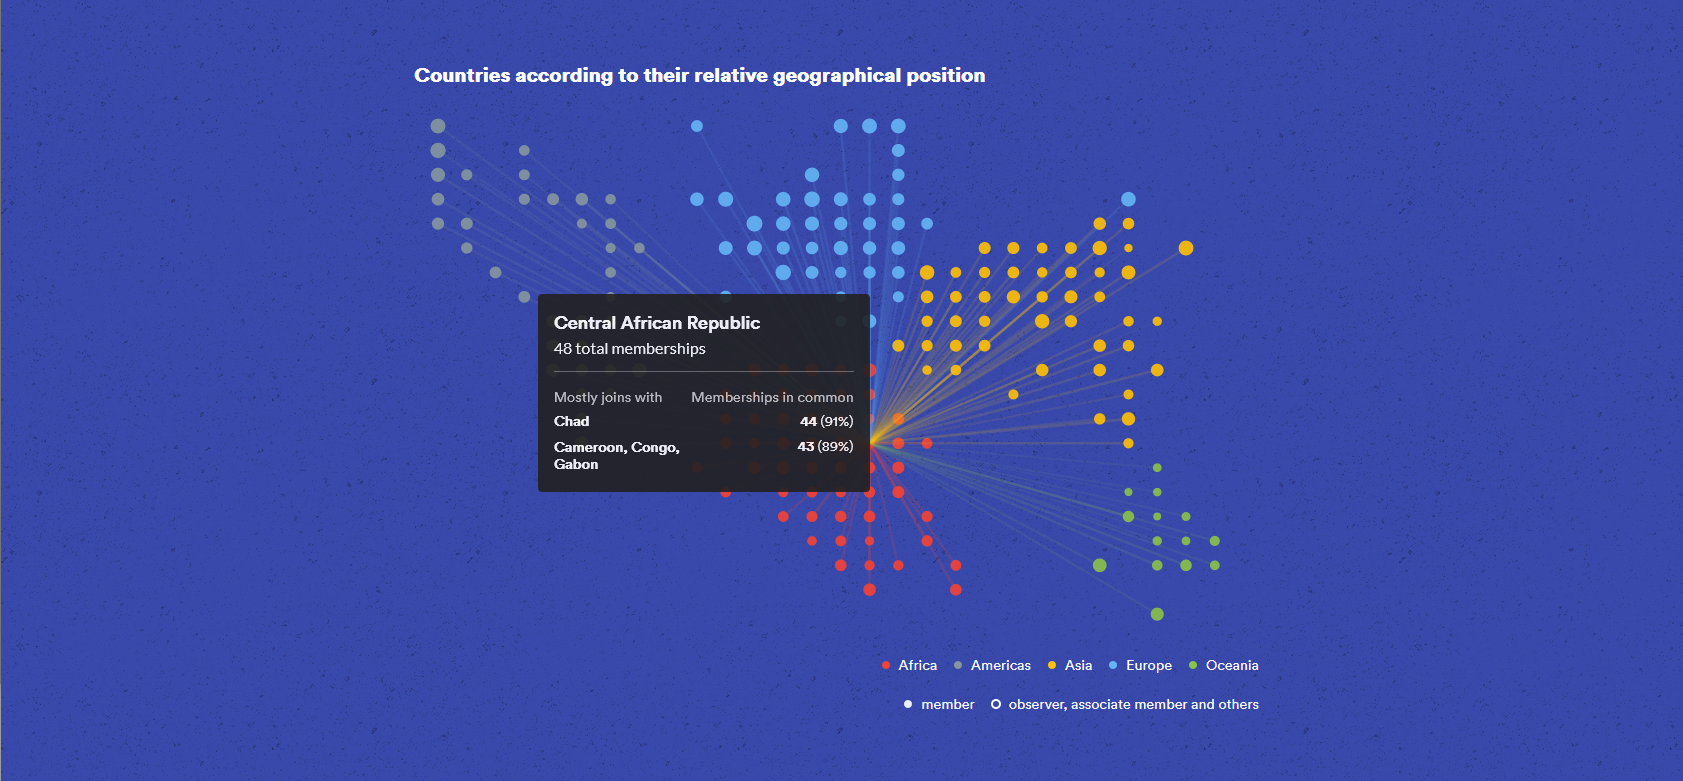 Countries according to their relative geographical position
Central African Republic
48 total memberships
Mostly joins with Memberships in common
Chad 44 (91%)
Cameroon, Congo, 43 (89%)
Gabon
Africa Americas Asia Europe Oceania
member observer, associate member and others